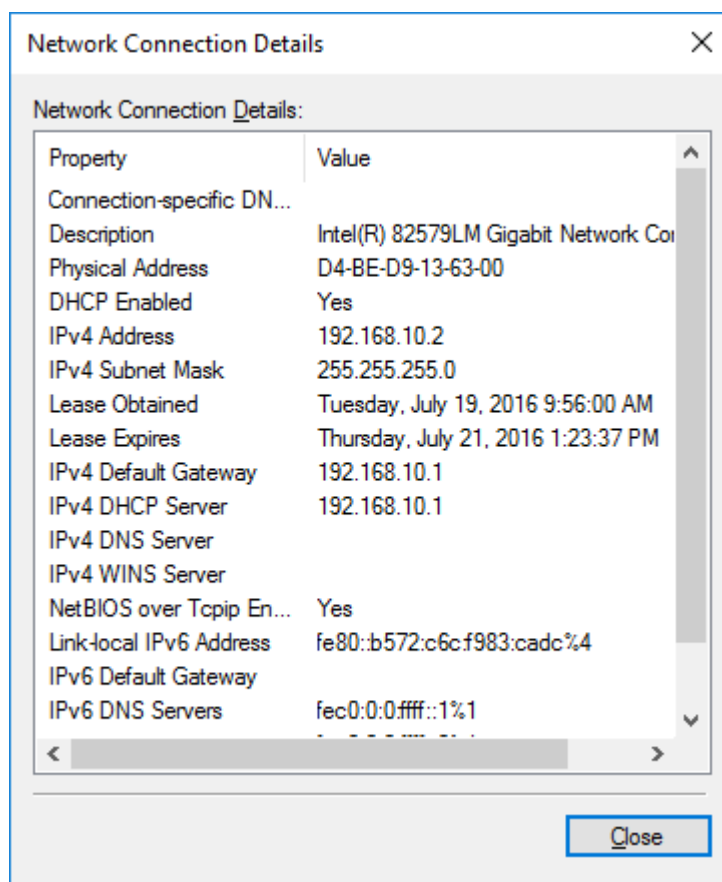 Network Connection Details
Network Connection Details:
Property Value
Connection-specific DN...
Description Intel(R) 82579LM Gigabit Network Con
Physical Address D4-BE-D9-13-63-00
DHCP Enabled Yes
IPv4 Address 192.168.10.2
IPv4 Subnet Mask 255.255.255.0
Lease Obtained Tuesday, July 19, 2016 9:56:00 AM
Lease Expires Thursday, July 21, 2016 1:23:37 PM
IPv4 Default Gateway 192.168.10.1
IPv4 DHCP Server 192.168.10.1
IPv4 DNS Server
IPv4 WINS Server
NetBIOS over Tcpip En... Yes
Link-local IPv6 Address fe80::b572:c6c:f983:cadc%4
IPv6 Default Gateway
IPv6 DNS Servers fec0:0:0:ffff::1%1
Close